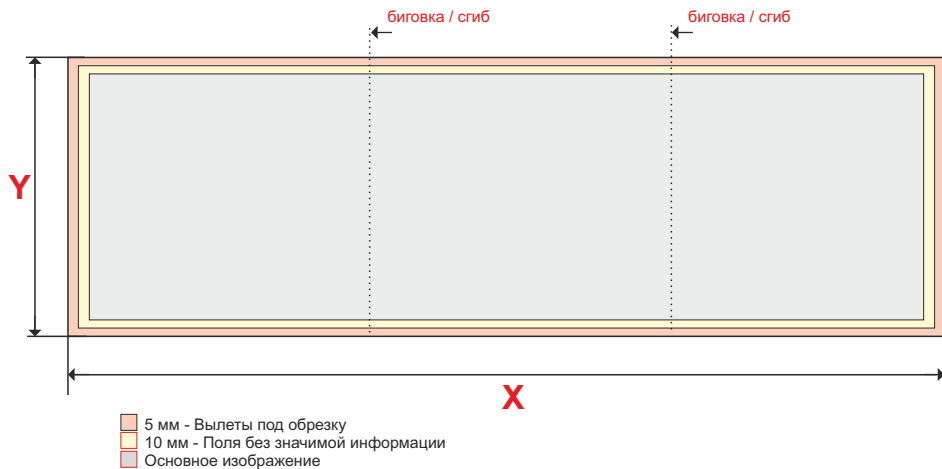 биговка / сгиб
биговка / сгиб
Y
X
5 мм - Вылеты под обрезку
10 мм - Поля без значимой информации
Основное изображение